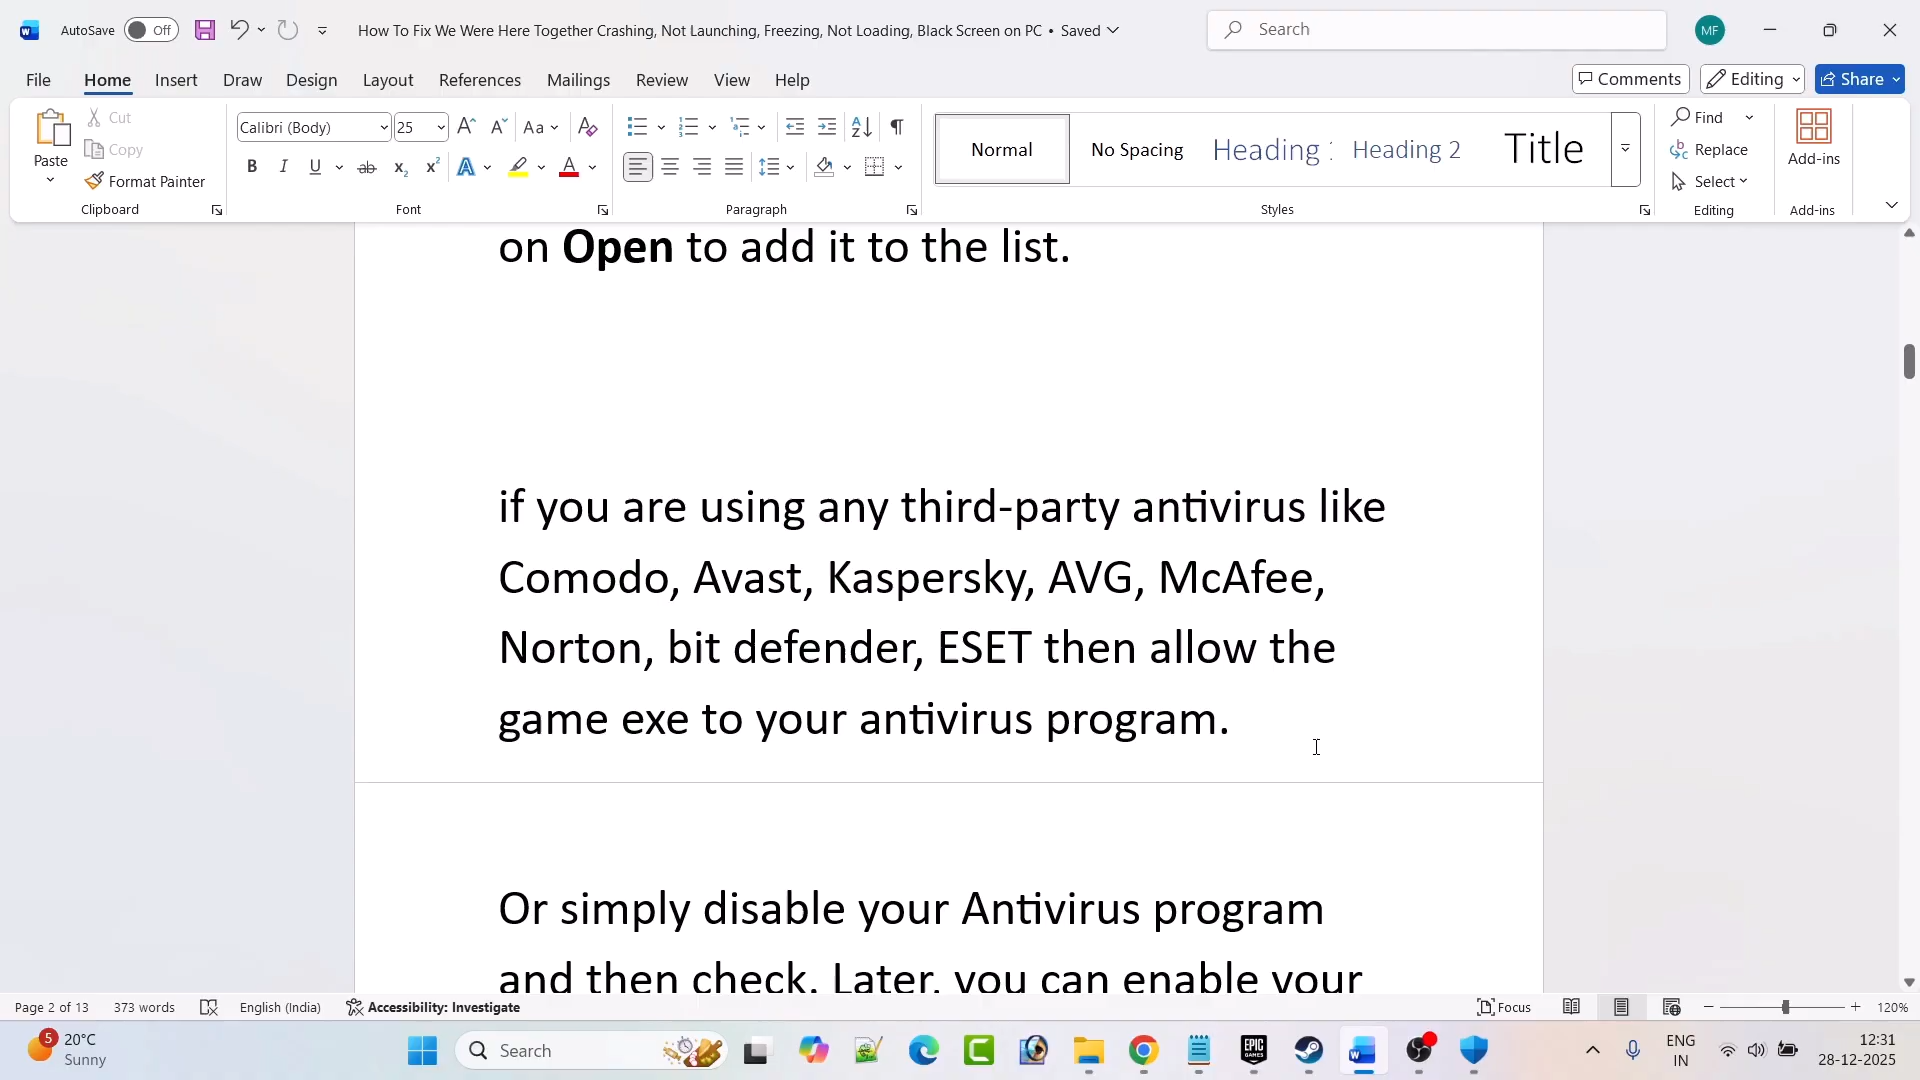 AutoSave Off How To Fix We Were Here Together Crashing, Not Launching, Freezing, Not Loading, Black Screen on PC • Saved Search MF
File Home Insert Draw Design Layout References Mailings Review View Help Comments Editing Share
Paste Cut Copy Format Painter Clipboard
Calibri (Body) 25 Font
Paragraph
Normal No Spacing Heading 1 Heading 2 Title Styles
Find Replace Select Editing
Add-ins Add-ins
on Open to add it to the list.
if you are using any third-party antivirus like
Comodo, Avast, Kaspersky, AVG, McAfee,
Norton, bit defender, ESET then allow the
game exe to your antivirus program.
Or simply disable your Antivirus program
and then check. Later, you can enable your
Page 2 of 13 373 words English (India) Accessibility: Investigate Focus 120%
5 20°C Sunny Search EPIC GAMES ENG IN 12:31 28-12-2025